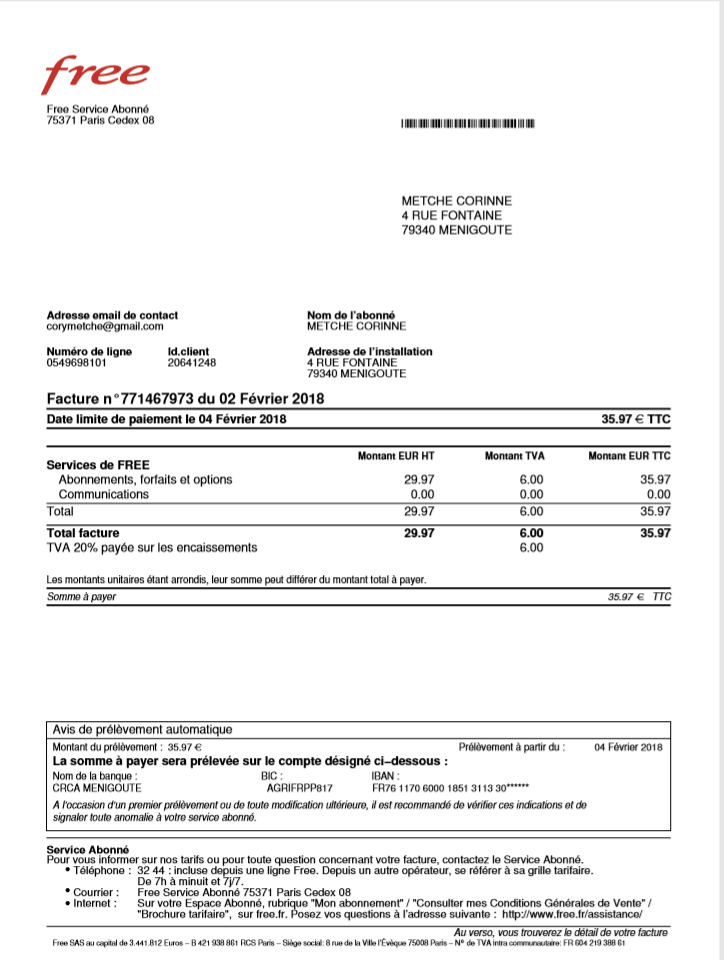 free
Free Service Abonné
75371 Paris Cedex 08
METCHE CORINNE
4 RUE FONTAINE
79340 MENIGOUTE
Adresse email de contact
corymetche@gmail.com
Nom de l'abonné
METCHE CORINNE
Numéro de ligne Id.client
0549698101 20641248
Adresse de l'installation
4 RUE FONTAINE
79340 MENIGOUTE
Facture n°771467973 du 02 Février 2018
Date limite de paiement le 04 Février 2018 35.97 € TTC
Montant EUR HT Montant TVA Montant EUR TTC
Services de FREE
Abonnements, forfaits et options 29.97 6.00 35.97
Communications 0.00 0.00 0.00
Total 29.97 6.00 35.97
Total facture 29.97 6.00 35.97
TVA 20% payée sur les encaissements 6.00
Les montants unitaires étant arrondis, leur somme peut différer du montant total à payer.
Somme à payer 35.97 € TTC
Avis de prélèvement automatique
Montant du prélèvement : 35.97 € Prélèvement à partir du : 04 Février 2018
La somme à payer sera prélevée sur le compte désigné ci-dessous :
Nom de la banque : BIC : IBAN :
CRCA MENIGOUTE AGRIFRPP817 FR76 1170 6000 1851 3113 30******
A l'occasion d'un premier prélèvement ou de toute modification ultérieure, il est recommandé de vérifier ces indications et de
signaler toute anomalie à votre service abonné.
Service Abonné
Pour vous informer sur nos tarifs ou pour toute question concernant votre facture, contactez le Service Abonné.
• Téléphone : 32 44 : incluse depuis une ligne Free. Depuis un autre opérateur, se référer à sa grille tarifaire.
De 7h à minuit et 7j/7.
• Courrier : Free Service Abonné 75371 Paris Cedex 08
• Internet : Sur votre Espace Abonné, rubrique "Mon abonnement" / "Consulter mes Conditions Générales de Vente" /
"Brochure tarifaire", sur free.fr. Posez vos questions à l'adresse suivante : http://www.free.fr/assistance/
Au verso, vous trouverez le détail de votre facture
Free SAS au capital de 3.441.812 Euros – B 421 938 861 RCS Paris – Siège social: 8 rue de la Ville l'Évêque 75008 Paris – N° de TVA intra communautaire: FR 604 219 388 61